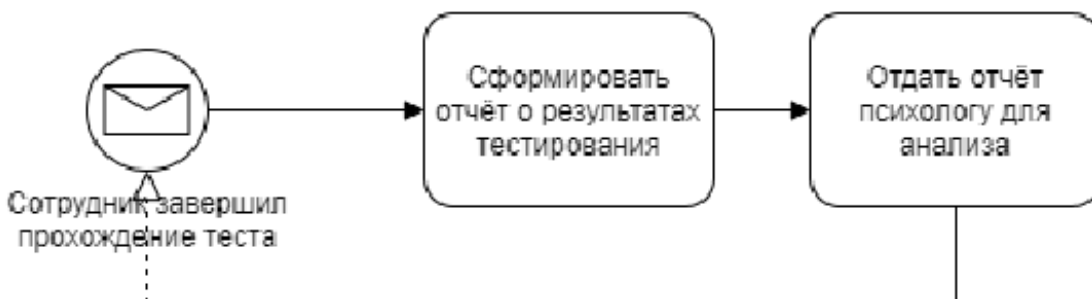 Сформировать
отчёт о результатах
тестирования
Отдать отчёт
психологу для
анализа
Сотрудник завершил
прохождение теста